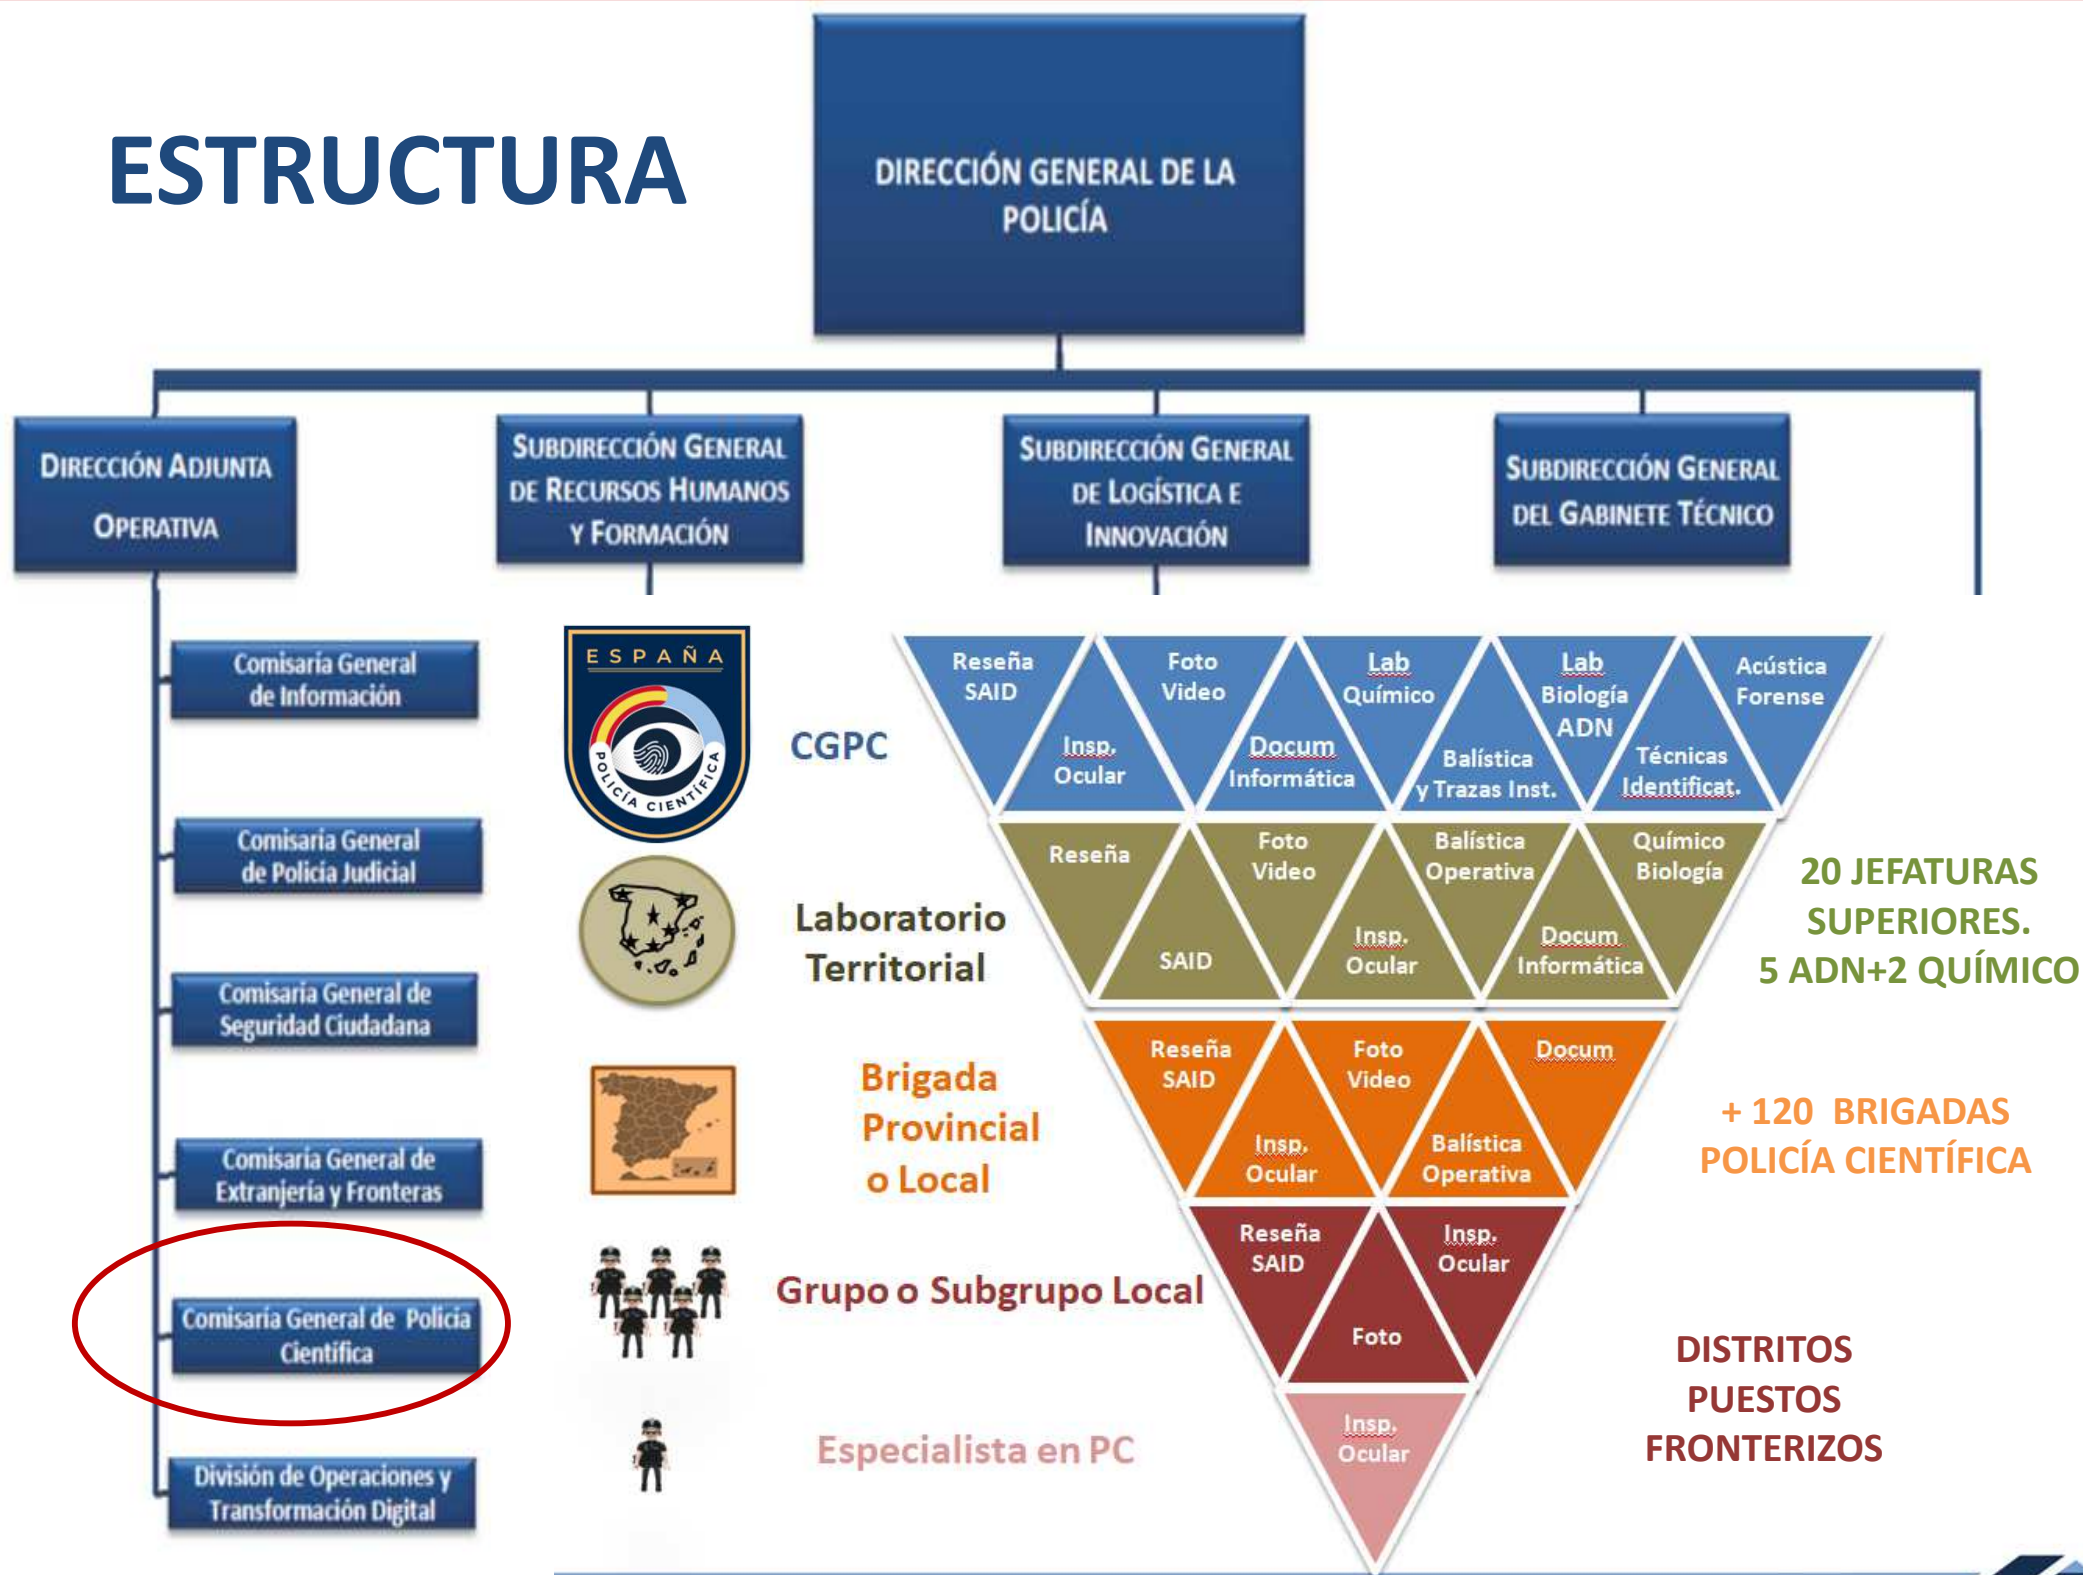 ESTRUCTURA
DIRECCIÓN GENERAL DE LA
POLICÍA
DIRECCIÓN ADJUNTA
OPERATIVA
SUBDIRECCIÓN GENERAL
DE RECURSOS HUMANOS
Y FORMACIÓN
SUBDIRECCIÓN GENERAL
DE LOGÍSTICA E
INNOVACIÓN
SUBDIRECCIÓN GENERAL
DEL GABINETE TÉCNICO
Comisaría General
de Información
Comisaría General
de Policía Judicial
Comisaría General de
Seguridad Ciudadana
Comisaría General de
Extranjería y Fronteras
Comisaría General de Policía
Científica
División de Operaciones y
Transformación Digital
ESPAÑA
POLICÍA CIENTÍFICA
CGPC
Reseña
SAID
Insp.
Ocular
Foto
Video
Docum
Informática
Lab
Químico
Balística
y Trazas Inst.
Lab
Biología
ADN
Técnicas
Identificat.
Acústica
Forense
Laboratorio
Territorial
Reseña
SAID
Foto
Video
Insp.
Ocular
Balística
Operativa
Docum
Informática
Químico
Biología
20 JEFATURAS
SUPERIORES.
5 ADN+2 QUÍMICO
Brigada
Provincial
o Local
Reseña
SAID
Insp.
Ocular
Foto
Video
Balística
Operativa
Docum
+ 120 BRIGADAS
POLICÍA CIENTÍFICA
Grupo o Subgrupo Local
Reseña
SAID
Foto
Insp.
Ocular
DISTRITOS
PUESTOS
FRONTERIZOS
Especialista en PC
Insp.
Ocular